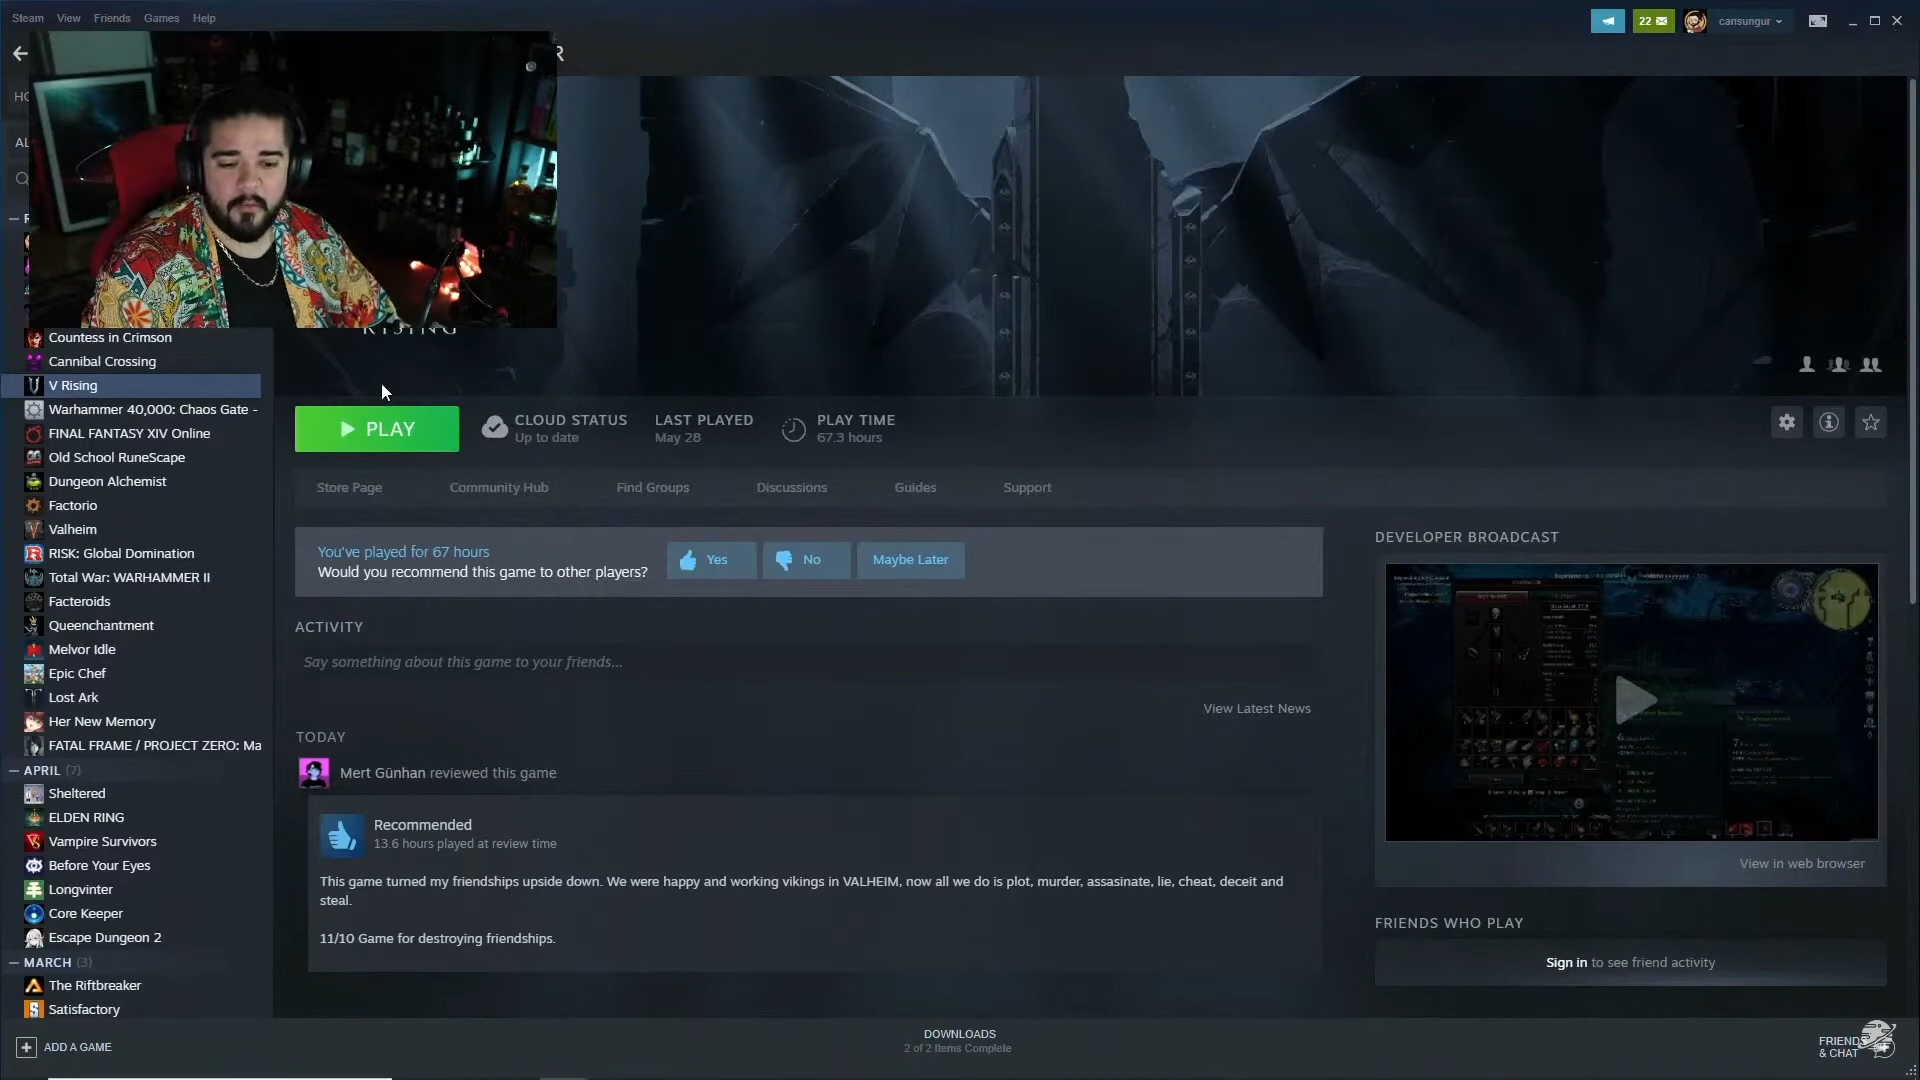 Steam View Friends Games Help
22
cansungur
R
HO
AL
RISING
Countess in Crimson
Cannibal Crossing
V Rising
Warhammer 40,000: Chaos Gate -
FINAL FANTASY XIV Online
Old School RuneScape
Dungeon Alchemist
Factorio
Valheim
RISK: Global Domination
Total War: WARHAMMER II
Facteroids
Queenchantment
Melvor Idle
Epic Chef
Lost Ark
Her New Memory
FATAL FRAME / PROJECT ZERO: Ma
APRIL (7)
Sheltered
ELDEN RING
Vampire Survivors
Before Your Eyes
Longvinter
Core Keeper
Escape Dungeon 2
MARCH (3)
The Riftbreaker
Satisfactory
PLAY
CLOUD STATUS
Up to date
LAST PLAYED
May 28
PLAY TIME
67.3 hours
Store Page Community Hub Find Groups Discussions Guides Support
You've played for 67 hours
Would you recommend this game to other players?
Yes No Maybe Later
ACTIVITY
Say something about this game to your friends...
View Latest News
TODAY
Mert Günhan reviewed this game
Recommended
13.6 hours played at review time
This game turned my friendships upside down. We were happy and working vikings in VALHEIM, now all we do is plot, murder, assasinate, lie, cheat, deceit and
steal.
11/10 Game for destroying friendships.
DEVELOPER BROADCAST
View in web browser
FRIENDS WHO PLAY
Sign in to see friend activity
ADD A GAME
DOWNLOADS
2 of 2 Items Complete
FRIENDS
& CHAT